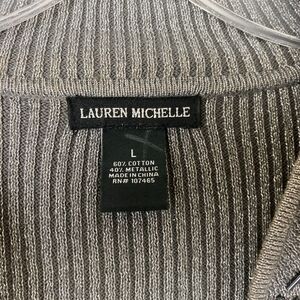 LAUREN MICHELLE
L
60% COTTON
40% METALLIC
MADE IN CHINA
RN# 107465